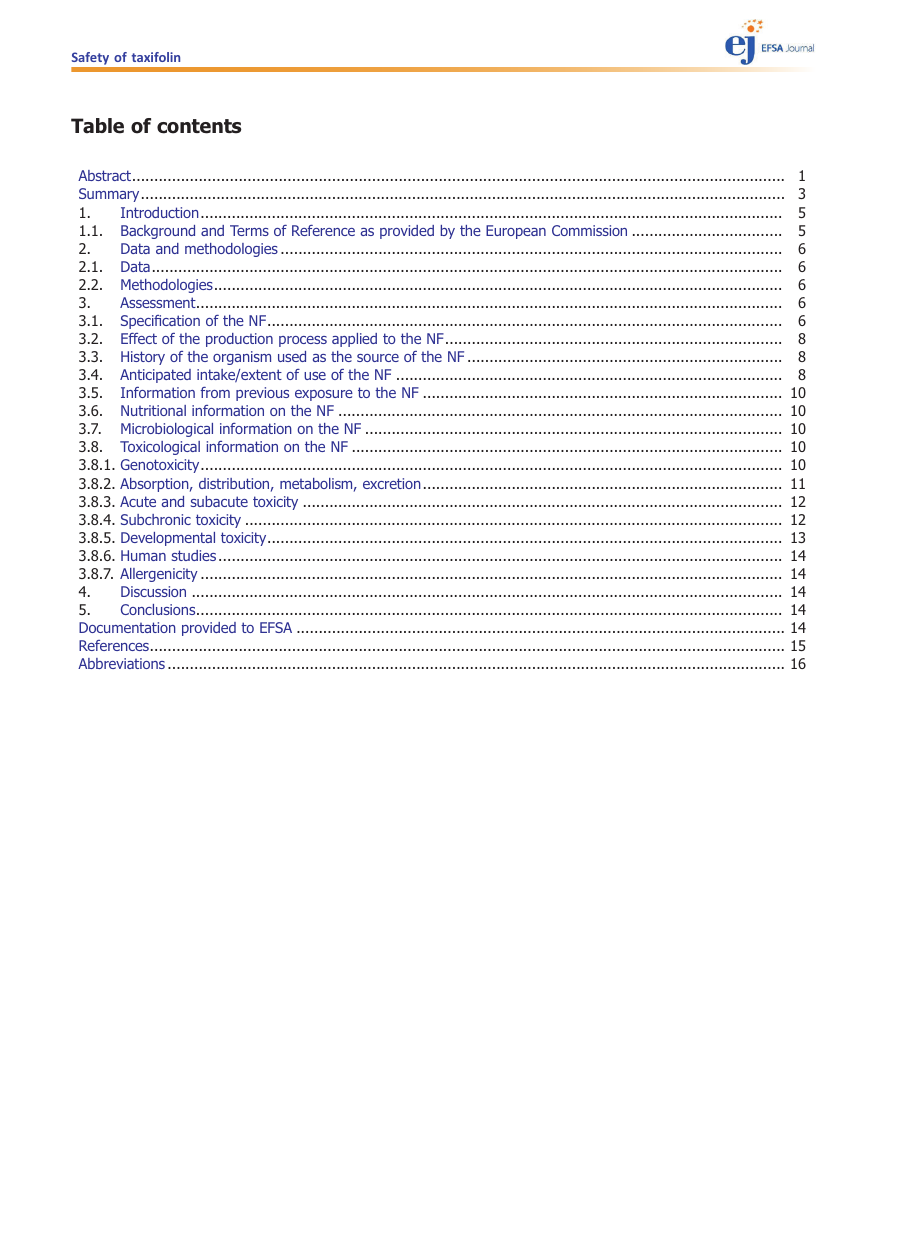 Safety of taxifolin
ej EFSA Journal
Table of contents
Abstract................................................................................................................................................... 1
Summary................................................................................................................................................. 3
1. Introduction................................................................................................................................... 5
1.1. Background and Terms of Reference as provided by the European Commission .................................. 5
2. Data and methodologies ................................................................................................................. 6
2.1. Data.............................................................................................................................................. 6
2.2. Methodologies................................................................................................................................ 6
3. Assessment.................................................................................................................................... 6
3.1. Specification of the NF.................................................................................................................... 6
3.2. Effect of the production process applied to the NF............................................................................ 8
3.3. History of the organism used as the source of the NF ....................................................................... 8
3.4. Anticipated intake/extent of use of the NF ....................................................................................... 8
3.5. Information from previous exposure to the NF ................................................................................. 10
3.6. Nutritional information on the NF .................................................................................................... 10
3.7. Microbiological information on the NF .............................................................................................. 10
3.8. Toxicological information on the NF ................................................................................................. 10
3.8.1. Genotoxicity................................................................................................................................... 10
3.8.2. Absorption, distribution, metabolism, excretion................................................................................. 11
3.8.3. Acute and subacute toxicity ............................................................................................................ 12
3.8.4. Subchronic toxicity ......................................................................................................................... 12
3.8.5. Developmental toxicity.................................................................................................................... 13
3.8.6. Human studies............................................................................................................................... 14
3.8.7. Allergenicity ................................................................................................................................... 14
4. Discussion ..................................................................................................................................... 14
5. Conclusions.................................................................................................................................... 14
Documentation provided to EFSA .............................................................................................................. 14
References............................................................................................................................................... 15
Abbreviations ........................................................................................................................................... 16